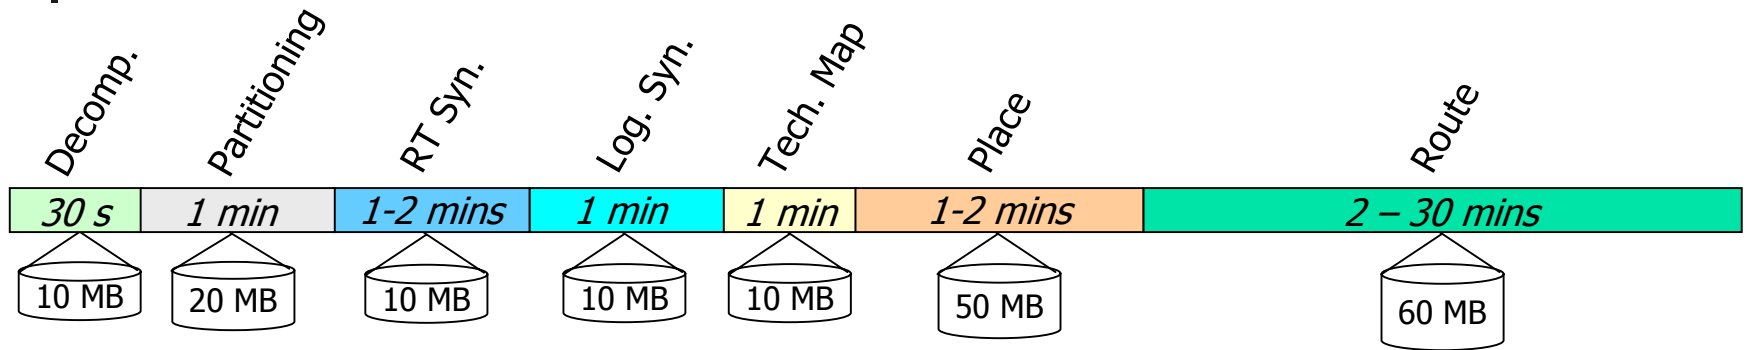 Decomp.
Partitioning
RT Syn.
Log. Syn.
Tech. Map
Place
Route
30 s
1 min
1-2 mins
1 min
1 min
1-2 mins
2 – 30 mins
10 MB
20 MB
10 MB
10 MB
10 MB
50 MB
60 MB